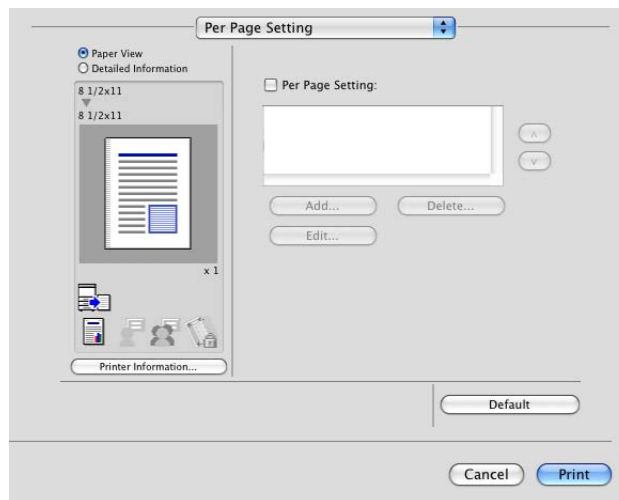 Per Page Setting
Paper View
Detailed Information
8 1/2x11
8 1/2x11
x 1
Printer Information...
Per Page Setting:
Add...
Delete...
Edit...
Default
Cancel
Print